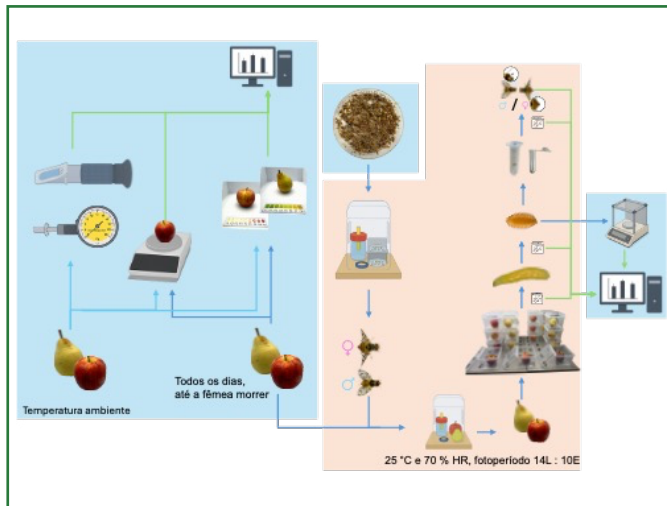 Temperatura ambiente
Todos os dias,
até a fêmea morrer
♂ / ♀
♀
♂
25 °C e 70 % HR, fotoperíodo 14L : 10E